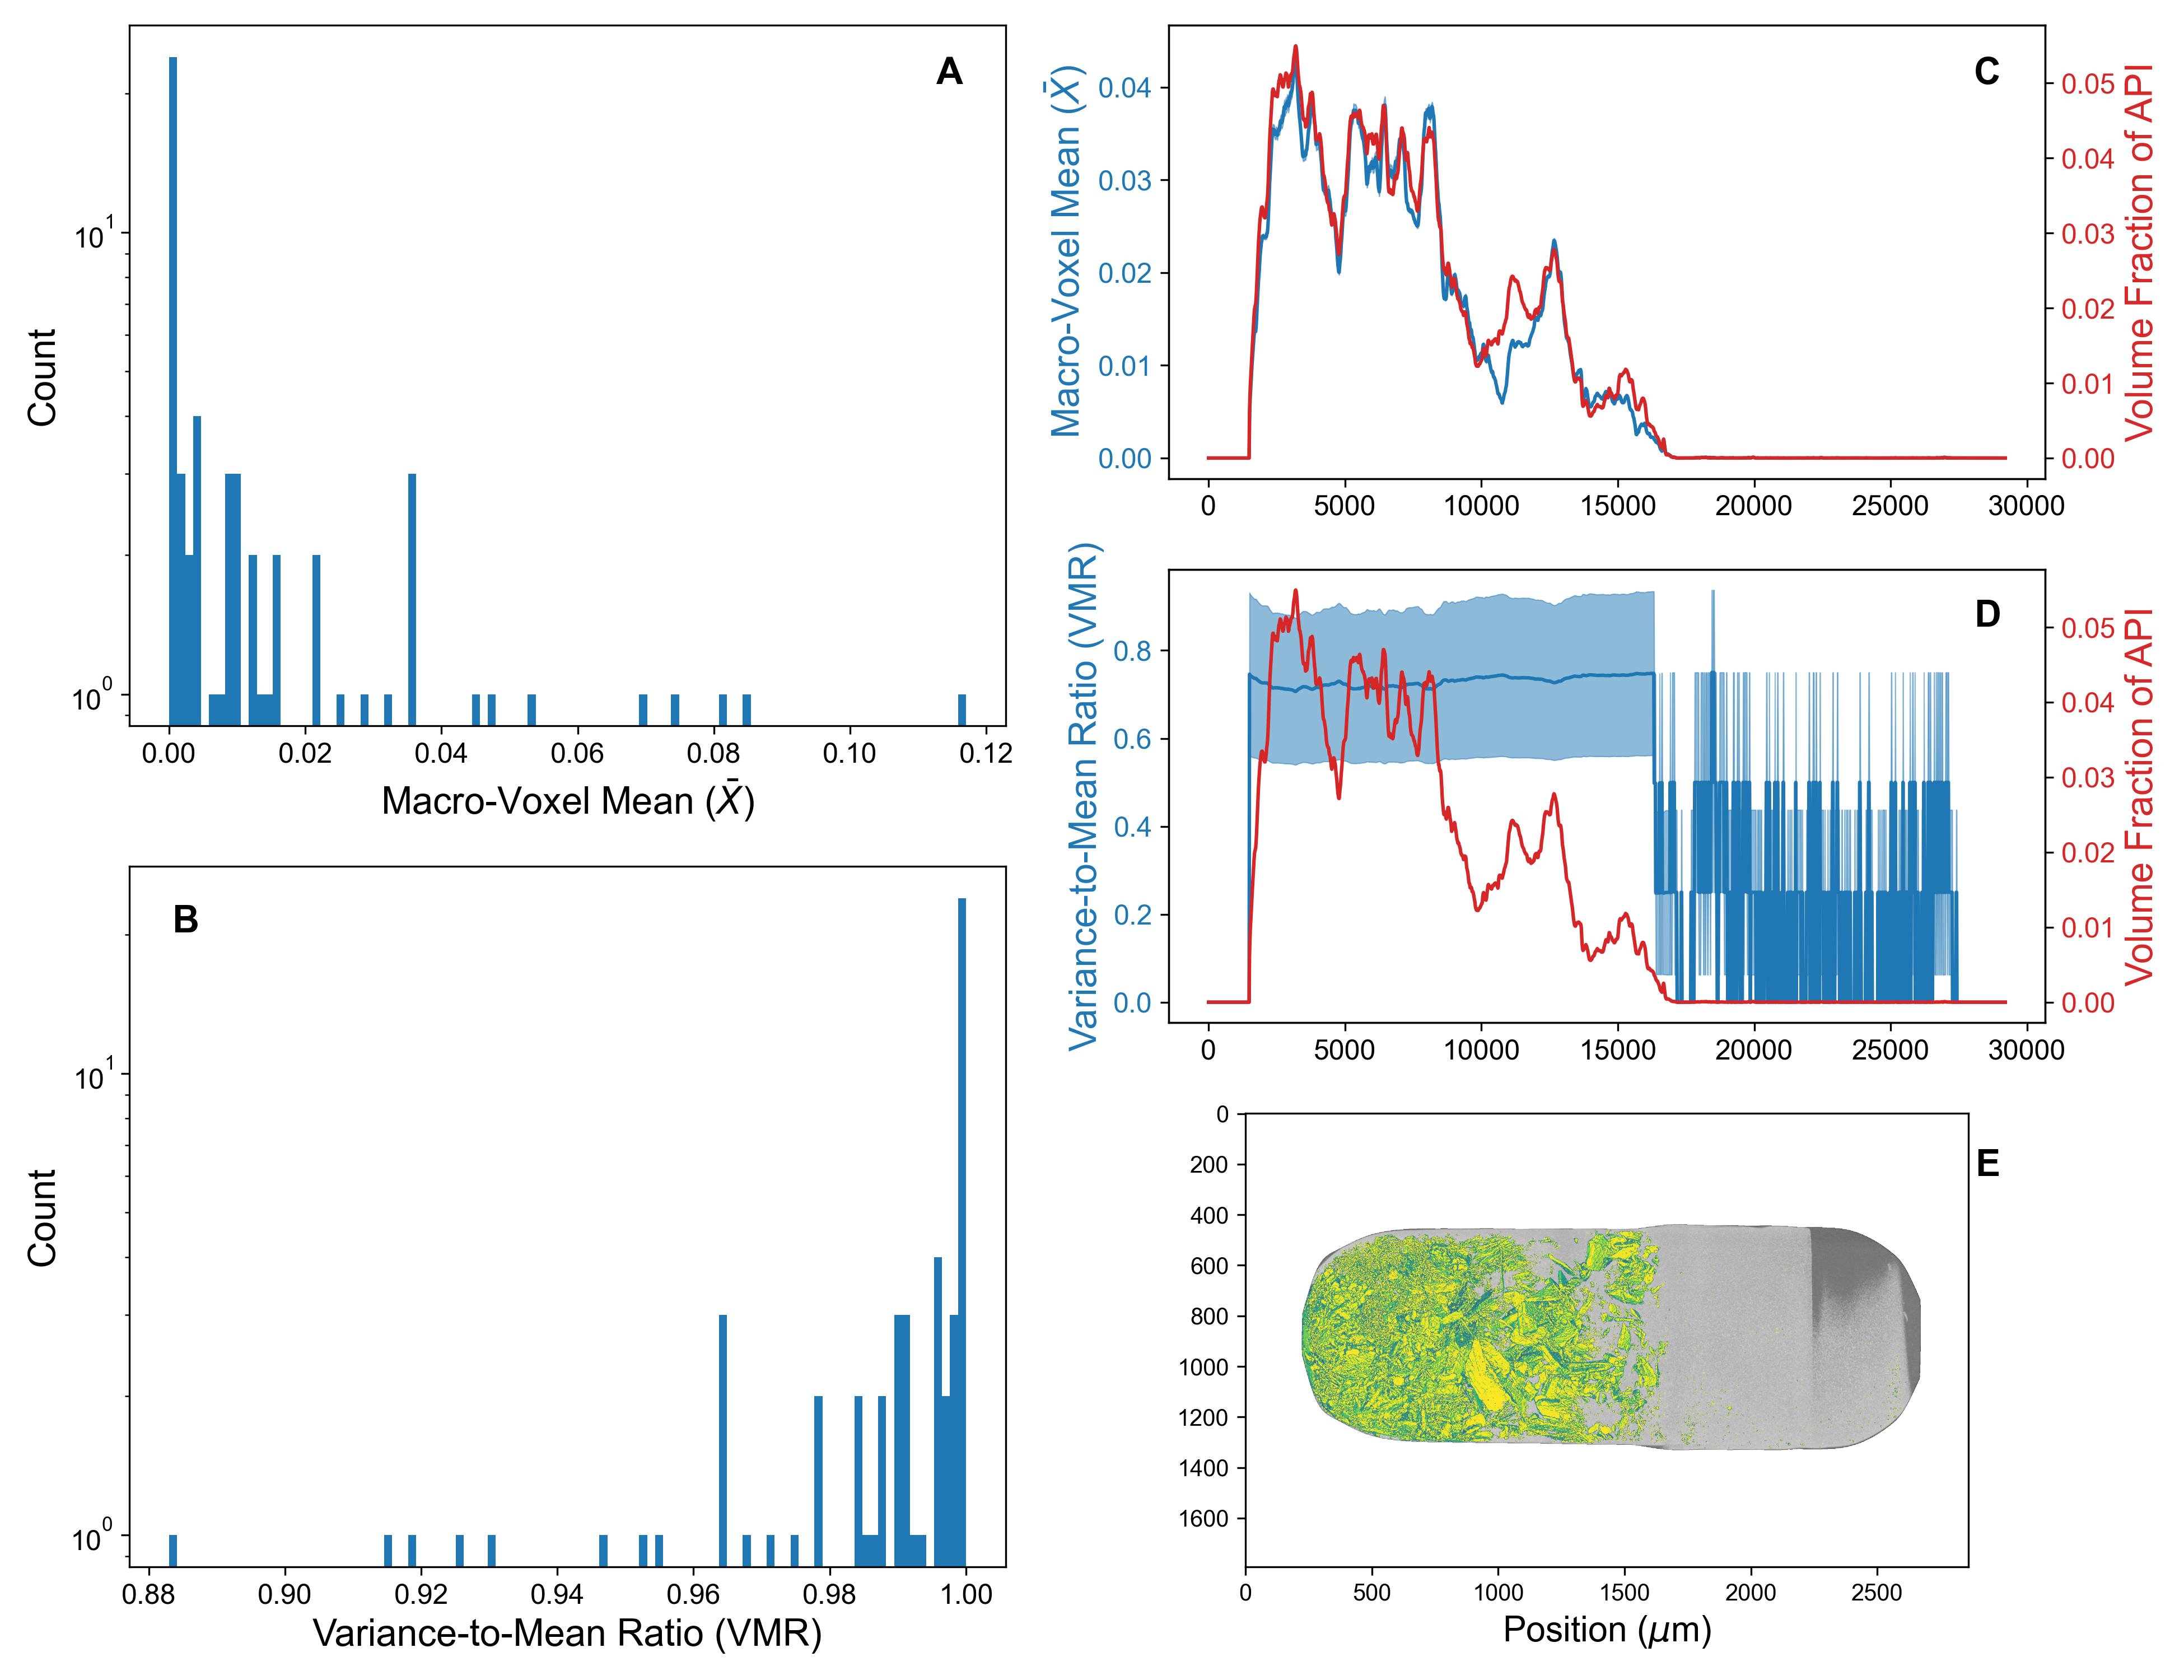 A
10^1
10^0
Count
0.00 0.02 0.04 0.06 0.08 0.10 0.12
Macro-Voxel Mean (X̄)
B
10^1
10^0
Count
0.88 0.90 0.92 0.94 0.96 0.98 1.00
Variance-to-Mean Ratio (VMR)
C
Macro-Voxel Mean (X̄)
0.04
0.03
0.02
0.01
0.00
0.05
0.04
0.03
0.02
0.01
0.00
Volume Fraction of API
0 5000 10000 15000 20000 25000 30000
D
Variance-to-Mean Ratio (VMR)
0.8
0.6
0.4
0.2
0.0
0.05
0.04
0.03
0.02
0.01
0.00
Volume Fraction of API
0 5000 10000 15000 20000 25000 30000
E
0
200
400
600
800
1000
1200
1400
1600
0 500 1000 1500 2000 2500
Position (μm)